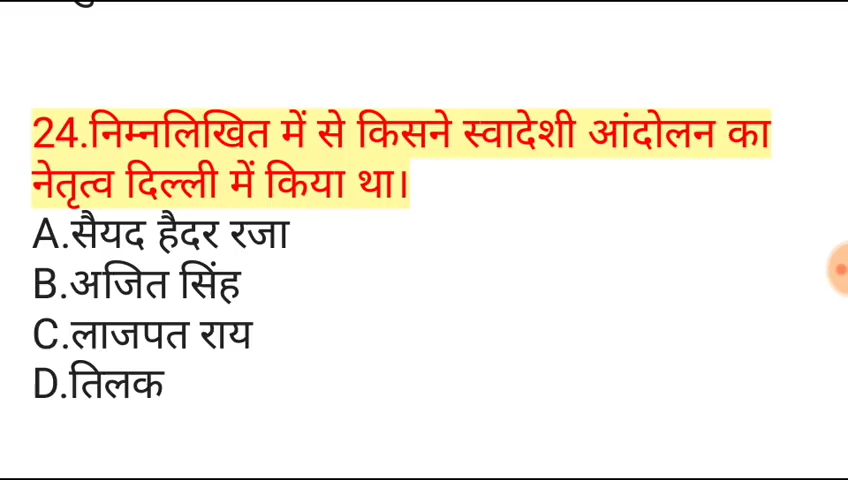 24.निम्नलिखित में से किसने स्वादेशी आंदोलन का
नेतृत्व दिल्ली में किया था।
A.सैयद हैदर रजा
B.अजित सिंह
C.लाजपत राय
D.तिलक